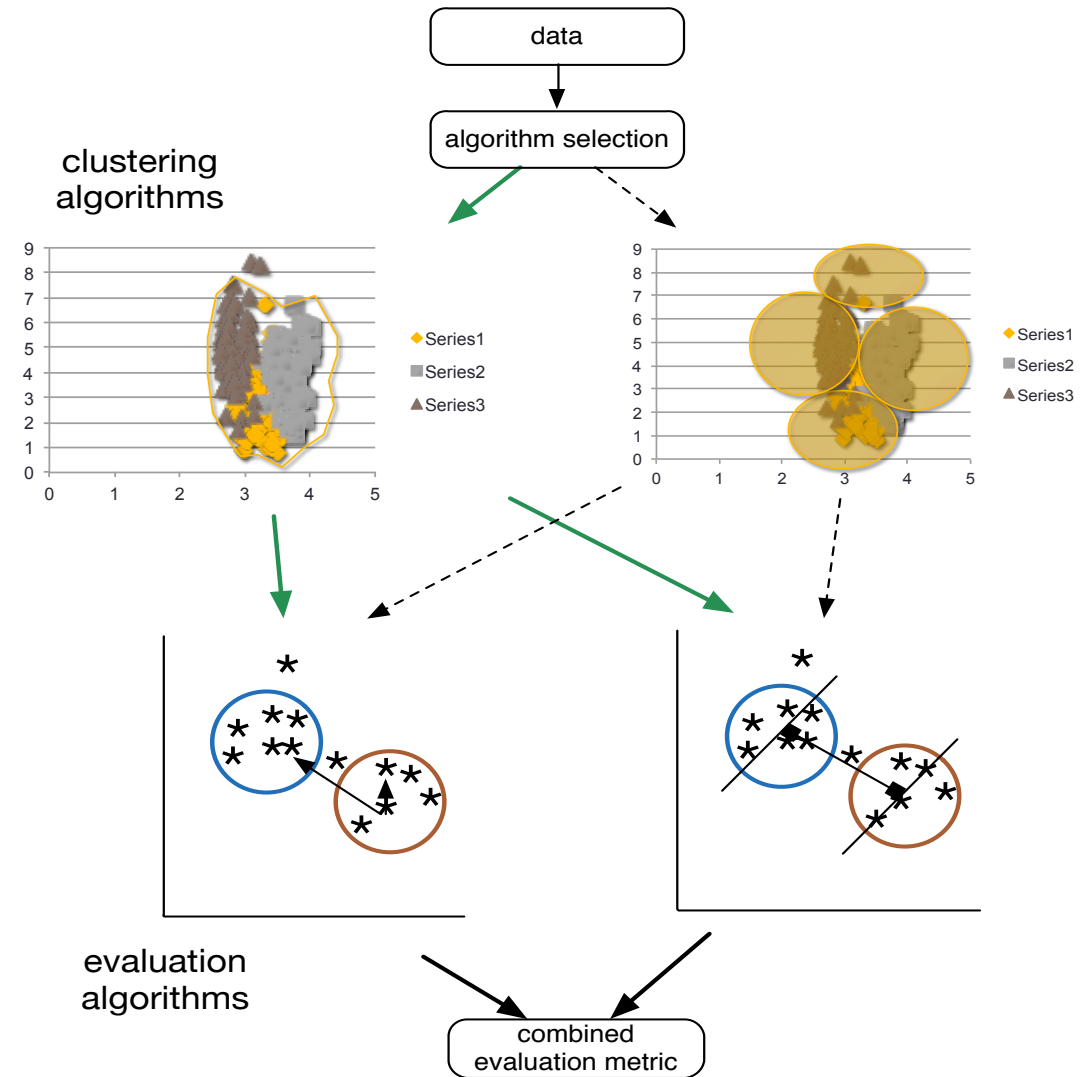 data
algorithm selection
clustering
algorithms
9
8
7
6
5
4
3
2
1
0
0 1 2 3 4 5
Series1
Series2
Series3
9
8
7
6
5
4
3
2
1
0
0 1 2 3 4 5
Series1
Series2
Series3
evaluation
algorithms
combined
evaluation metric